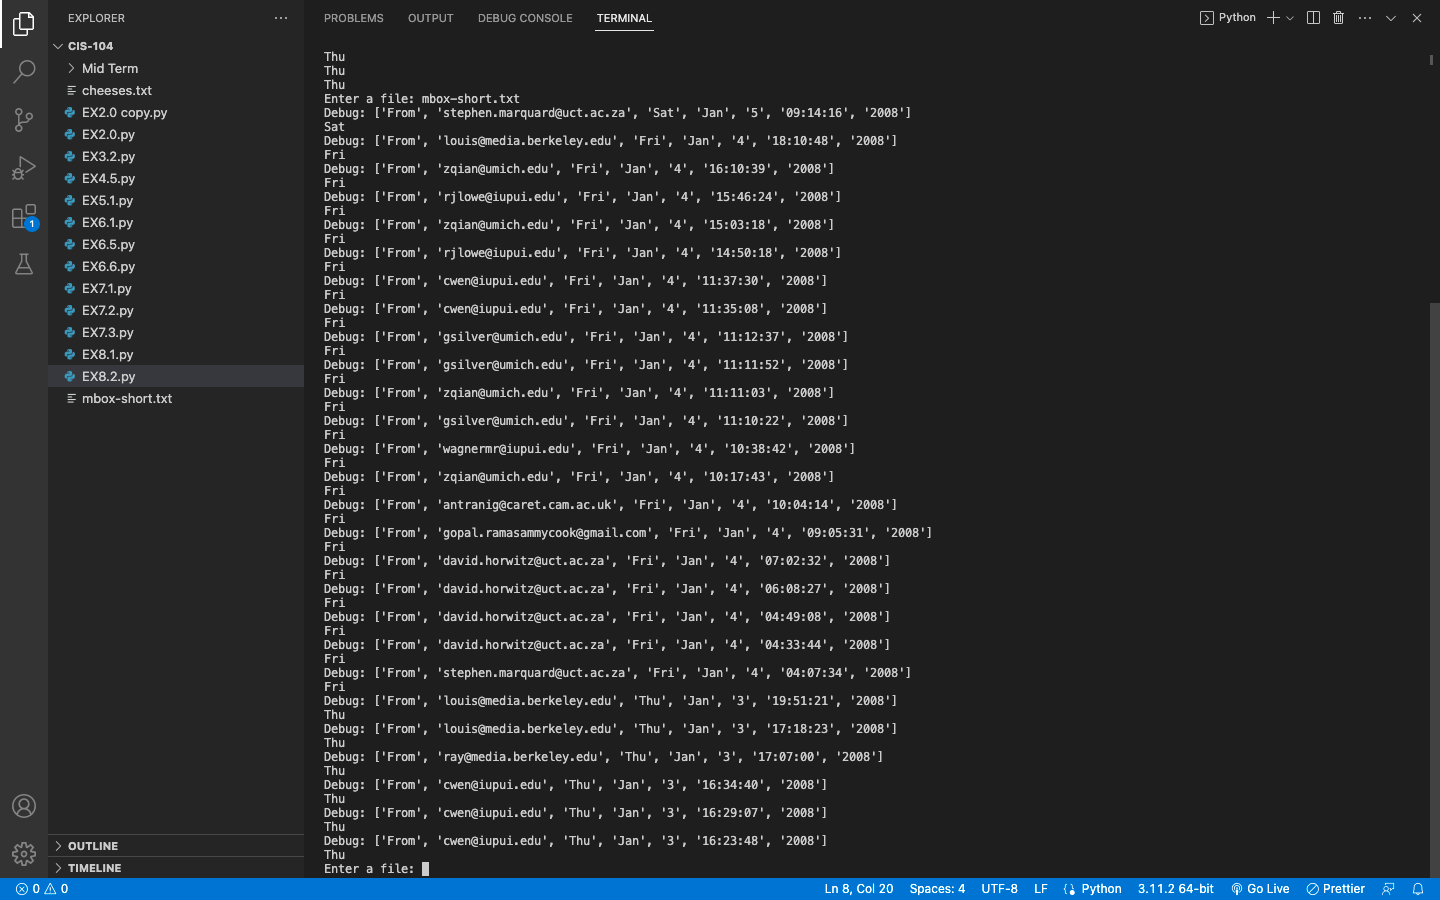 EXPLORER
CIS-104
Mid Term
cheeses.txt
EX2.0 copy.py
EX2.0.py
EX3.2.py
EX4.5.py
EX5.1.py
EX6.1.py
EX6.5.py
EX6.6.py
EX7.1.py
EX7.2.py
EX7.3.py
EX8.1.py
EX8.2.py
mbox-short.txt
OUTLINE
TIMELINE
1
PROBLEMS OUTPUT DEBUG CONSOLE TERMINAL Python
Thu
Thu
Thu
Enter a file: mbox-short.txt
Debug: ['From', 'stephen.marquard@uct.ac.za', 'Sat', 'Jan', '5', '09:14:16', '2008']
Sat
Debug: ['From', 'louis@media.berkeley.edu', 'Fri', 'Jan', '4', '18:10:48', '2008']
Fri
Debug: ['From', 'zqian@umich.edu', 'Fri', 'Jan', '4', '16:10:39', '2008']
Fri
Debug: ['From', 'rjlowe@iupui.edu', 'Fri', 'Jan', '4', '15:46:24', '2008']
Fri
Debug: ['From', 'zqian@umich.edu', 'Fri', 'Jan', '4', '15:03:18', '2008']
Fri
Debug: ['From', 'rjlowe@iupui.edu', 'Fri', 'Jan', '4', '14:50:18', '2008']
Fri
Debug: ['From', 'cwen@iupui.edu', 'Fri', 'Jan', '4', '11:37:30', '2008']
Fri
Debug: ['From', 'cwen@iupui.edu', 'Fri', 'Jan', '4', '11:35:08', '2008']
Fri
Debug: ['From', 'gsilver@umich.edu', 'Fri', 'Jan', '4', '11:12:37', '2008']
Fri
Debug: ['From', 'gsilver@umich.edu', 'Fri', 'Jan', '4', '11:11:52', '2008']
Fri
Debug: ['From', 'zqian@umich.edu', 'Fri', 'Jan', '4', '11:11:03', '2008']
Fri
Debug: ['From', 'gsilver@umich.edu', 'Fri', 'Jan', '4', '11:10:22', '2008']
Fri
Debug: ['From', 'wagnermr@iupui.edu', 'Fri', 'Jan', '4', '10:38:42', '2008']
Fri
Debug: ['From', 'zqian@umich.edu', 'Fri', 'Jan', '4', '10:17:43', '2008']
Fri
Debug: ['From', 'antranig@caret.cam.ac.uk', 'Fri', 'Jan', '4', '10:04:14', '2008']
Fri
Debug: ['From', 'gopal.ramasammycook@gmail.com', 'Fri', 'Jan', '4', '09:05:31', '2008']
Fri
Debug: ['From', 'david.horwitz@uct.ac.za', 'Fri', 'Jan', '4', '07:02:32', '2008']
Fri
Debug: ['From', 'david.horwitz@uct.ac.za', 'Fri', 'Jan', '4', '06:08:27', '2008']
Fri
Debug: ['From', 'david.horwitz@uct.ac.za', 'Fri', 'Jan', '4', '04:49:08', '2008']
Fri
Debug: ['From', 'david.horwitz@uct.ac.za', 'Fri', 'Jan', '4', '04:33:44', '2008']
Fri
Debug: ['From', 'stephen.marquard@uct.ac.za', 'Fri', 'Jan', '4', '04:07:34', '2008']
Fri
Debug: ['From', 'louis@media.berkeley.edu', 'Thu', 'Jan', '3', '19:51:21', '2008']
Thu
Debug: ['From', 'louis@media.berkeley.edu', 'Thu', 'Jan', '3', '17:18:23', '2008']
Thu
Debug: ['From', 'ray@media.berkeley.edu', 'Thu', 'Jan', '3', '17:07:00', '2008']
Thu
Debug: ['From', 'cwen@iupui.edu', 'Thu', 'Jan', '3', '16:34:40', '2008']
Thu
Debug: ['From', 'cwen@iupui.edu', 'Thu', 'Jan', '3', '16:29:07', '2008']
Thu
Debug: ['From', 'cwen@iupui.edu', 'Thu', 'Jan', '3', '16:23:48', '2008']
Thu
Enter a file:
0 0 Ln 8, Col 20 Spaces: 4 UTF-8 LF Python 3.11.2 64-bit Go Live Prettier